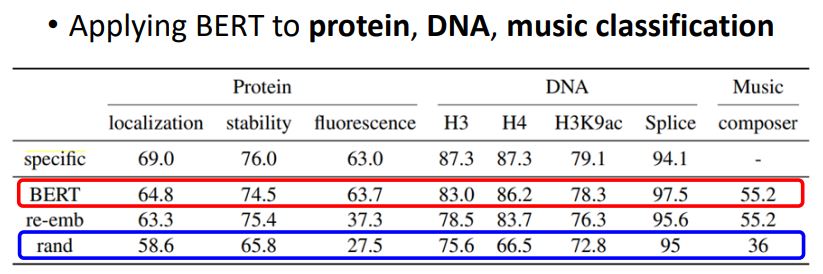 • Applying BERT to protein, DNA, music classification
Protein DNA Music
localization stability fluorescence H3 H4 H3K9ac Splice composer
specific 69.0 76.0 63.0 87.3 87.3 79.1 94.1 -
BERT 64.8 74.5 63.7 83.0 86.2 78.3 97.5 55.2
re-emb 63.3 75.4 37.3 78.5 83.7 76.3 95.6 55.2
rand 58.6 65.8 27.5 75.6 66.5 72.8 95 36